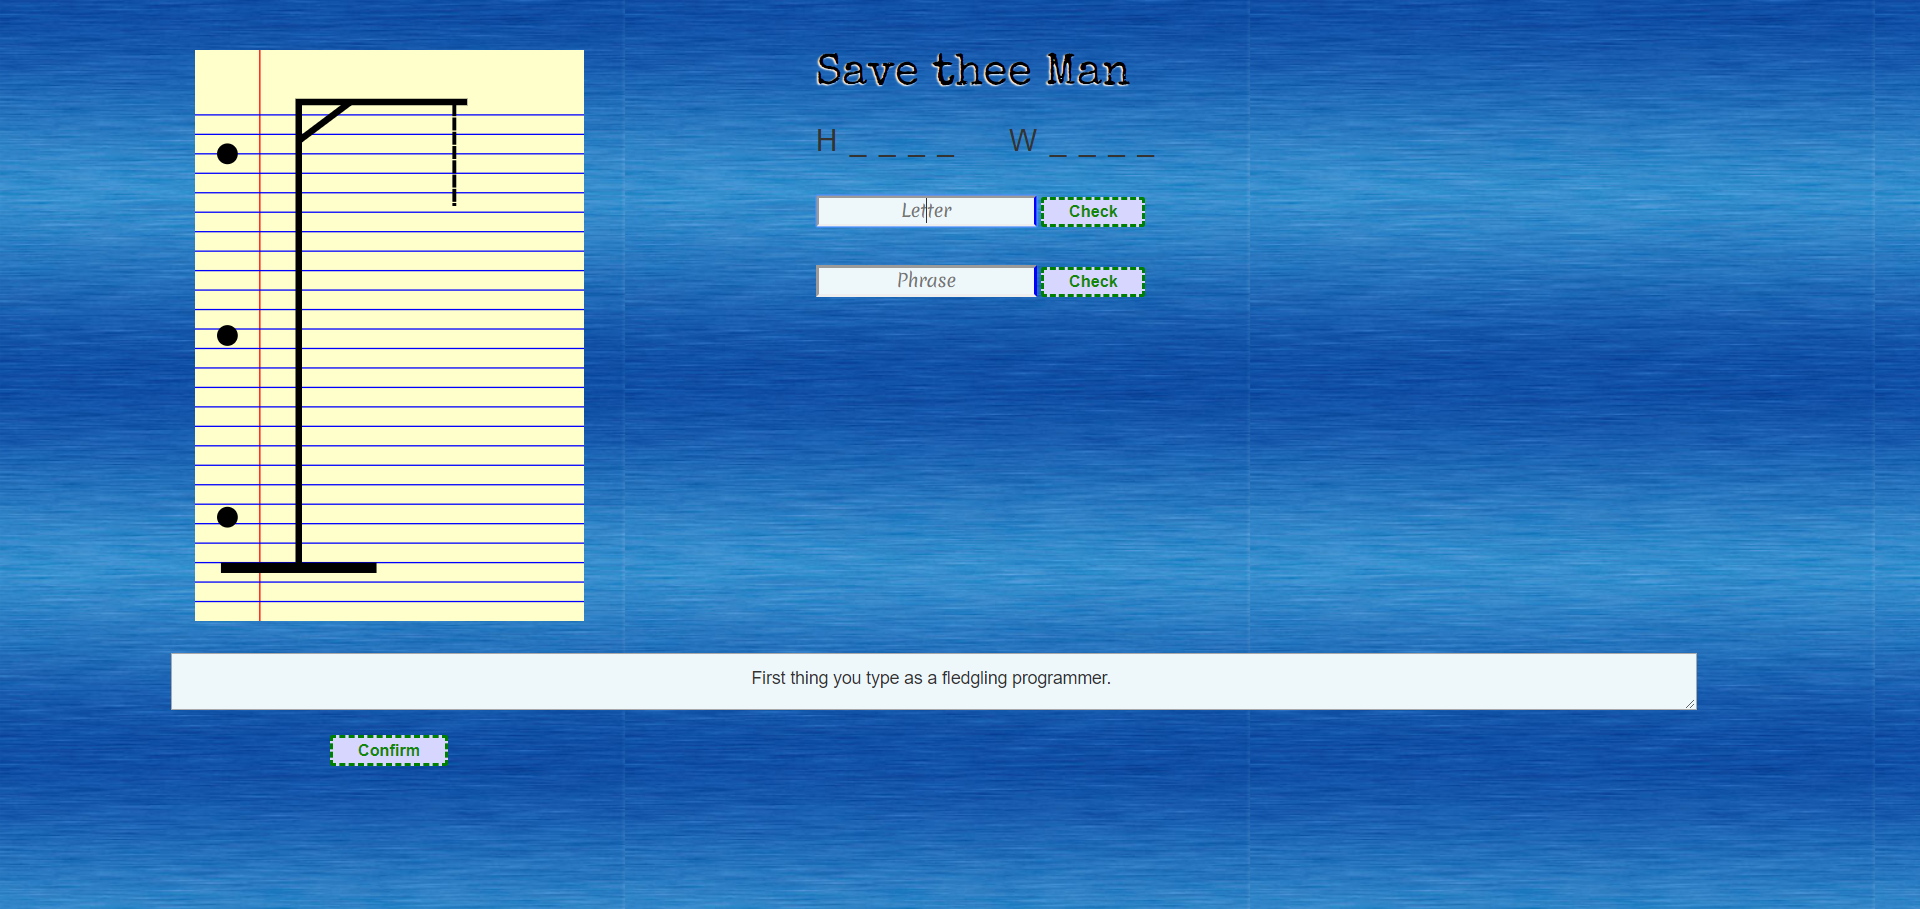 Save thee Man
H _ _ _ _ W _ _ _ _
Letter Check
Phrase Check
First thing you type as a fledgling programmer.
Confirm